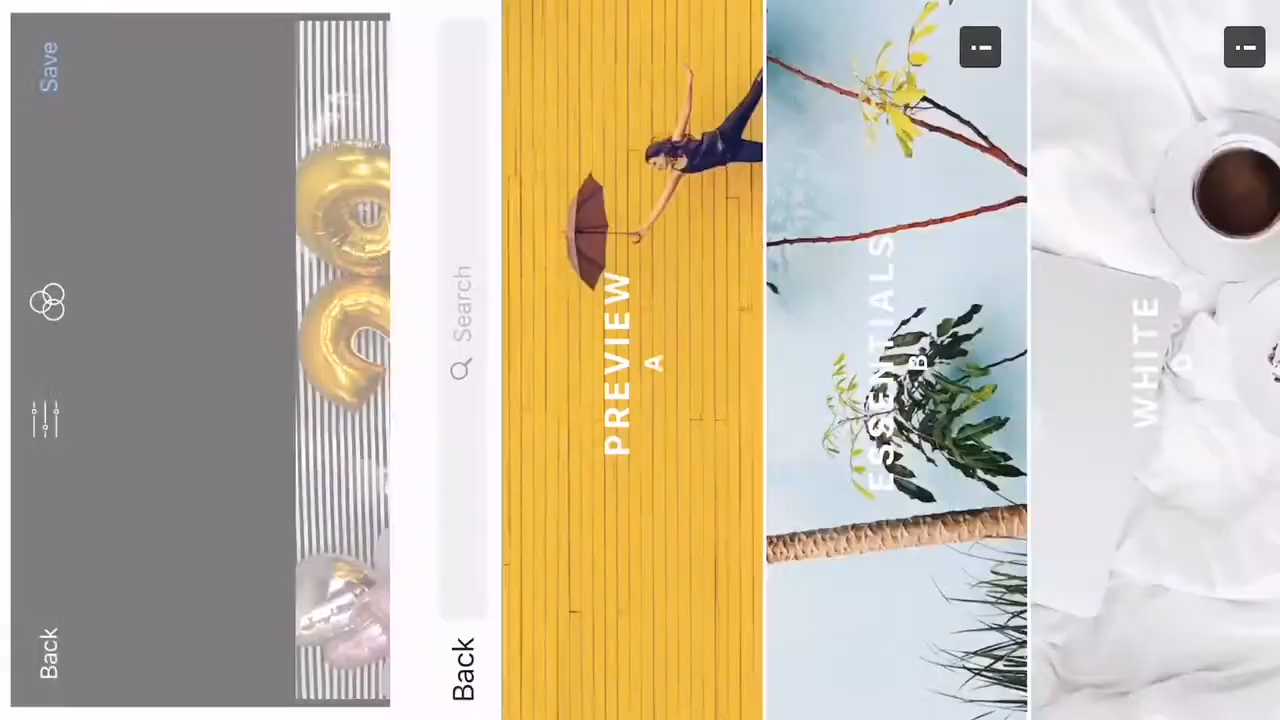 Back
Save
Back
Search
PREVIEW
A
ESSENTIALS
B
WHITE
D